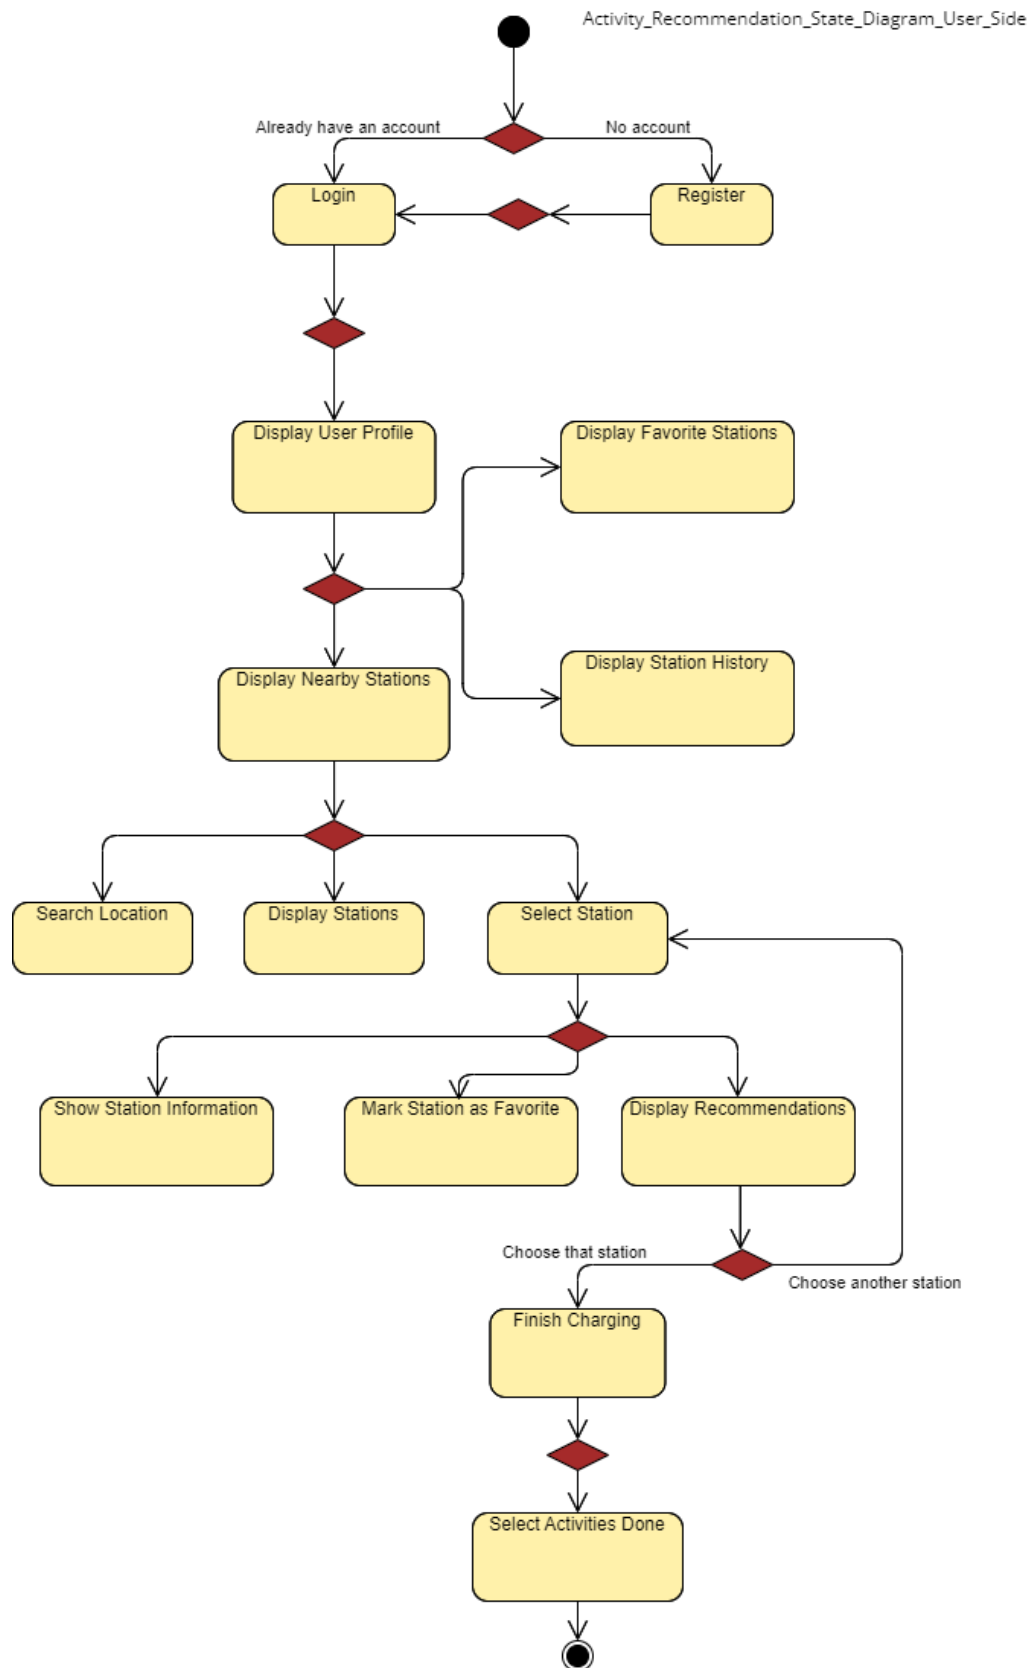 Activity_Recommendation_State_Diagram_User_Side
Already have an account
No account
Login
Register
Display User Profile
Display Favorite Stations
Display Station History
Display Nearby Stations
Search Location
Display Stations
Select Station
Show Station Information
Mark Station as Favorite
Display Recommendations
Choose that station
Choose another station
Finish Charging
Select Activities Done